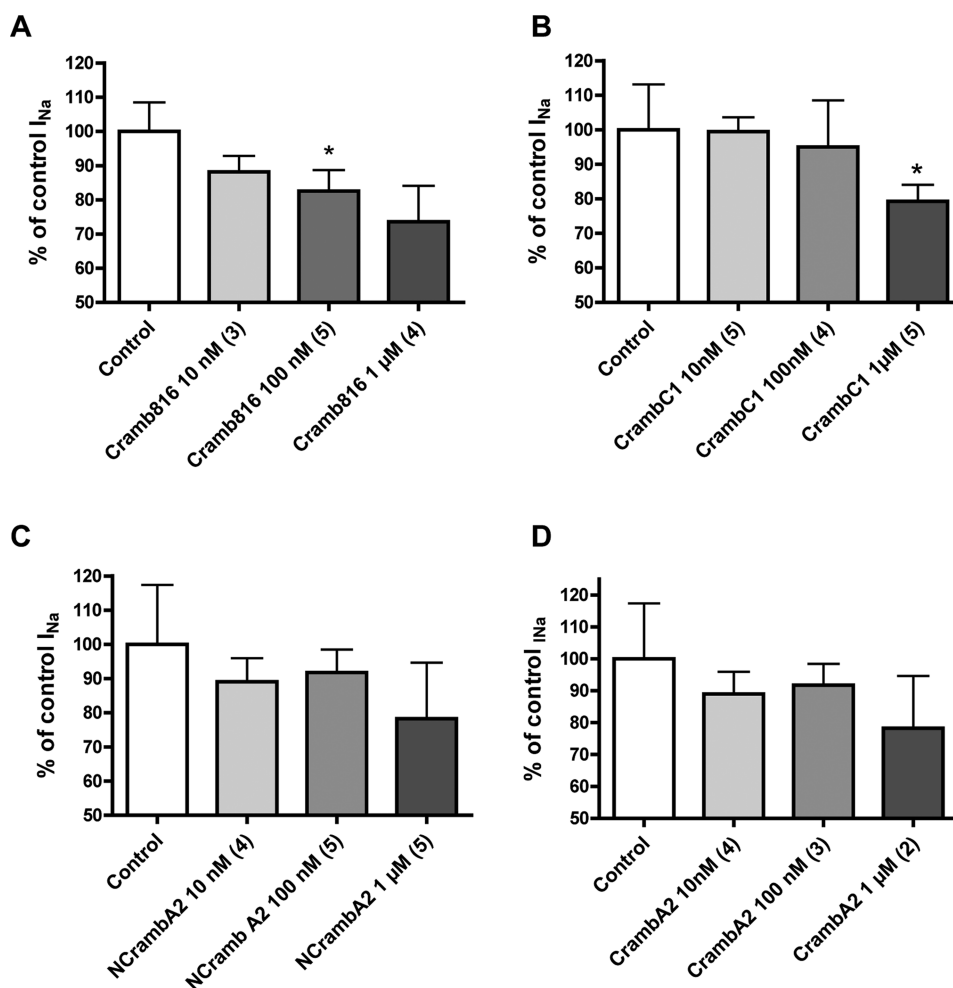 A
% of control I_Na
120
110
100
90
80
70
60
50
*
Control
Cramb816 10 nM (3)
Cramb816 100 nM (5)
Cramb816 1 µM (4)
B
% of control I_Na
120
110
100
90
80
70
60
50
*
Control
CrambC1 10nM (5)
CrambC1 100nM (4)
CrambC1 1µM (5)
C
% of control I_Na
120
110
100
90
80
70
60
50
Control
NCrambA2 10 nM (4)
NCramb A2 100 nM (5)
NCrambA2 1 µM (5)
D
% of control INa
120
110
100
90
80
70
60
50
Control
CrambA2 10nM (4)
CrambA2 100 nM (3)
CrambA2 1 µM (2)